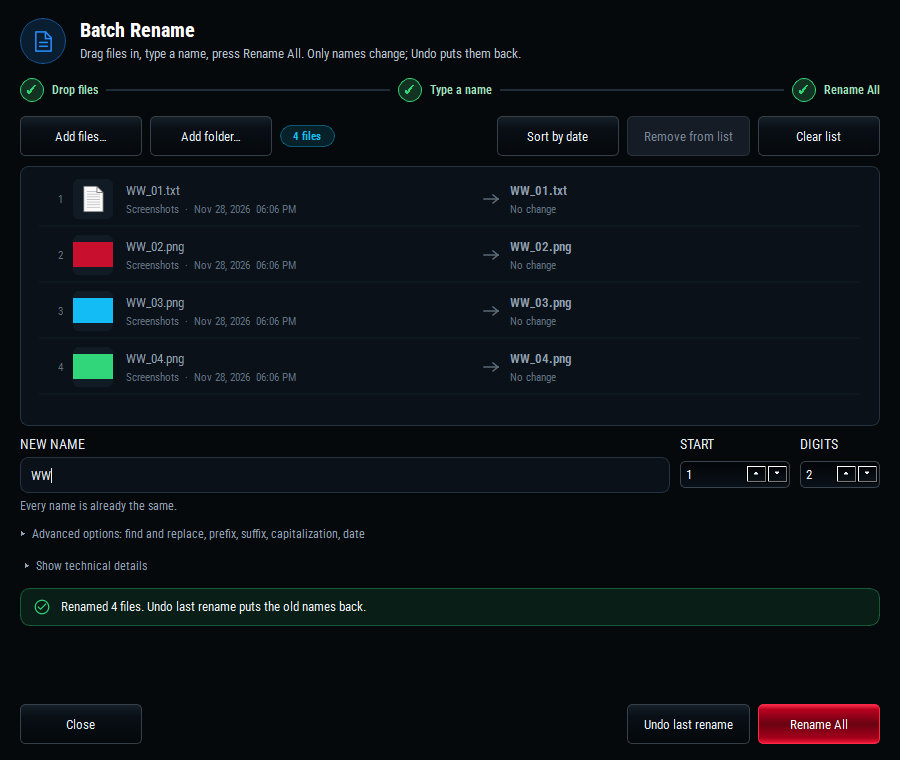 Batch Rename
Drag files in, type a name, press Rename All. Only names change; Undo puts them back.
Drop files
Type a name
Rename All
Add files…
Add folder…
4 files
Sort by date
Remove from list
Clear list
1
WW_01.txt
Screenshots · Nov 28, 2026 06:06 PM
WW_01.txt
No change
2
WW_02.png
Screenshots · Nov 28, 2026 06:06 PM
WW_02.png
No change
3
WW_03.png
Screenshots · Nov 28, 2026 06:06 PM
WW_03.png
No change
4
WW_04.png
Screenshots · Nov 28, 2026 06:06 PM
WW_04.png
No change
NEW NAME
START
DIGITS
WW
1
2
Every name is already the same.
Advanced options: find and replace, prefix, suffix, capitalization, date
Show technical details
Renamed 4 files. Undo last rename puts the old names back.
Close
Undo last rename
Rename All